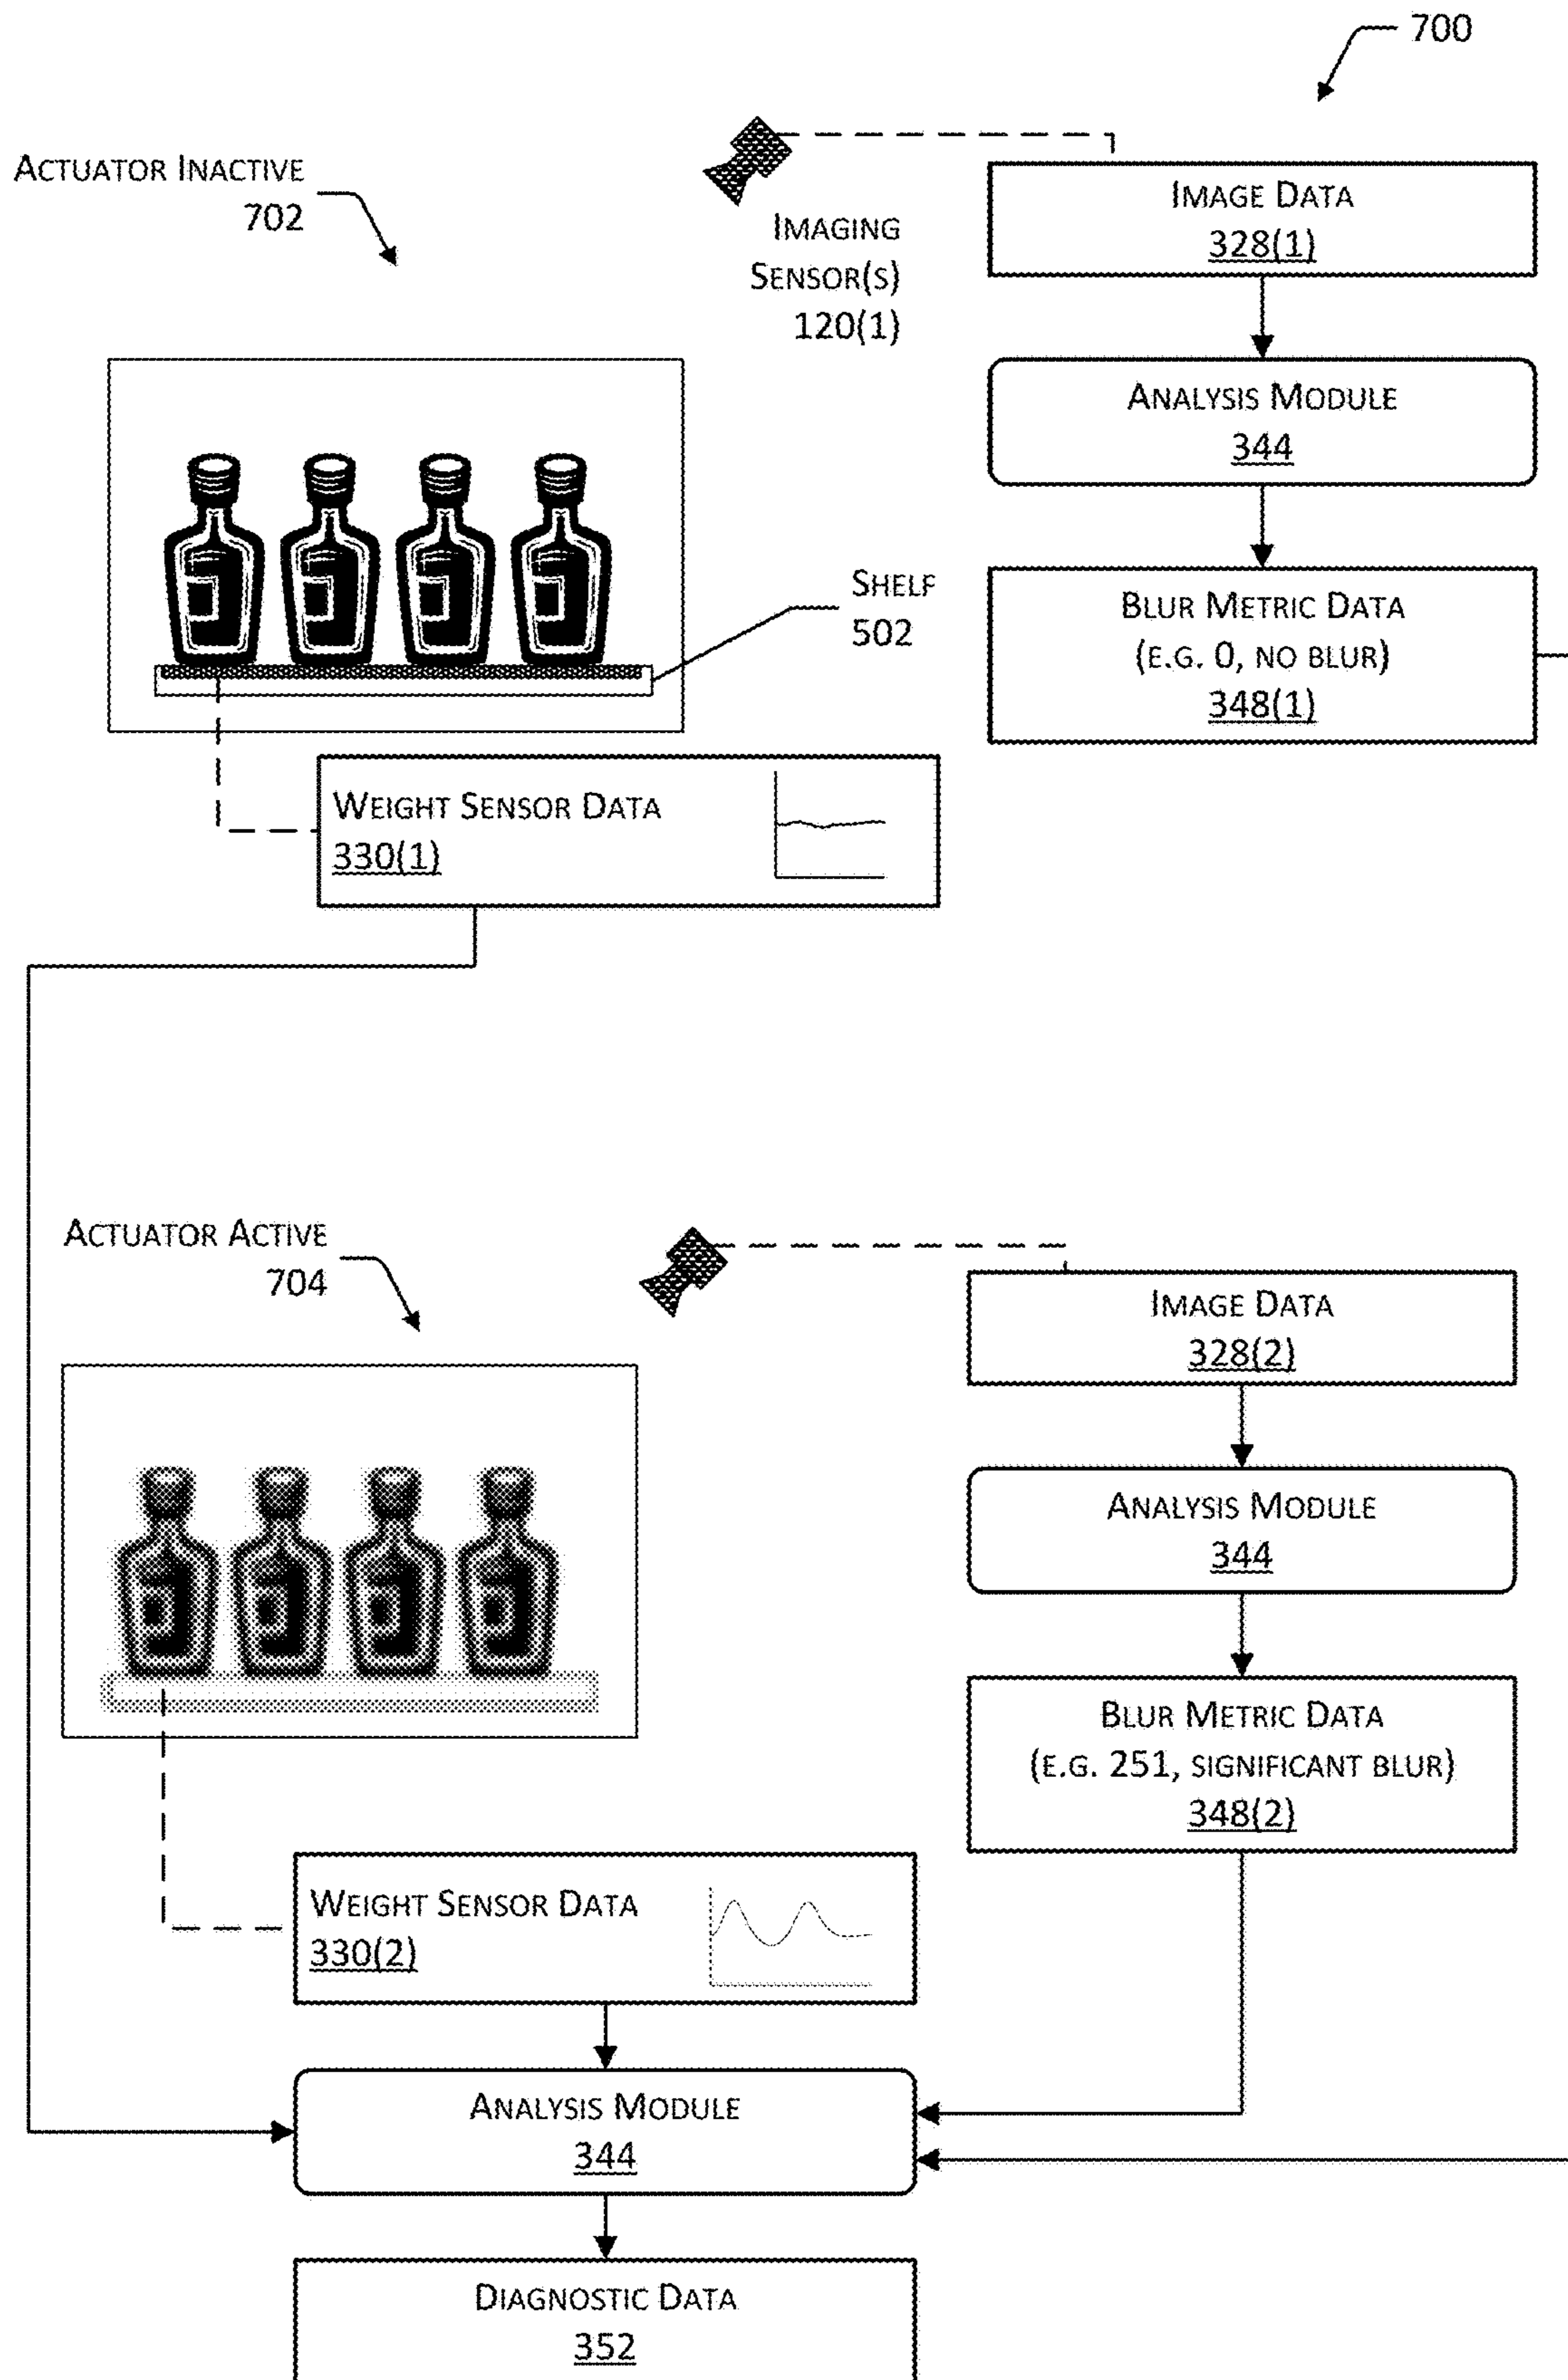 700
ACTUATOR INACTIVE
702
IMAGING
SENSOR(S)
120(1)
IMAGE DATA
328(1)
ANALYSIS MODULE
344
BLUR METRIC DATA
(E.G. 0, NO BLUR)
348(1)
SHELF
502
WEIGHT SENSOR DATA
330(1)
ACTUATOR ACTIVE
704
IMAGE DATA
328(2)
ANALYSIS MODULE
344
BLUR METRIC DATA
(E.G. 251, SIGNIFICANT BLUR)
348(2)
WEIGHT SENSOR DATA
330(2)
ANALYSIS MODULE
344
DIAGNOSTIC DATA
352